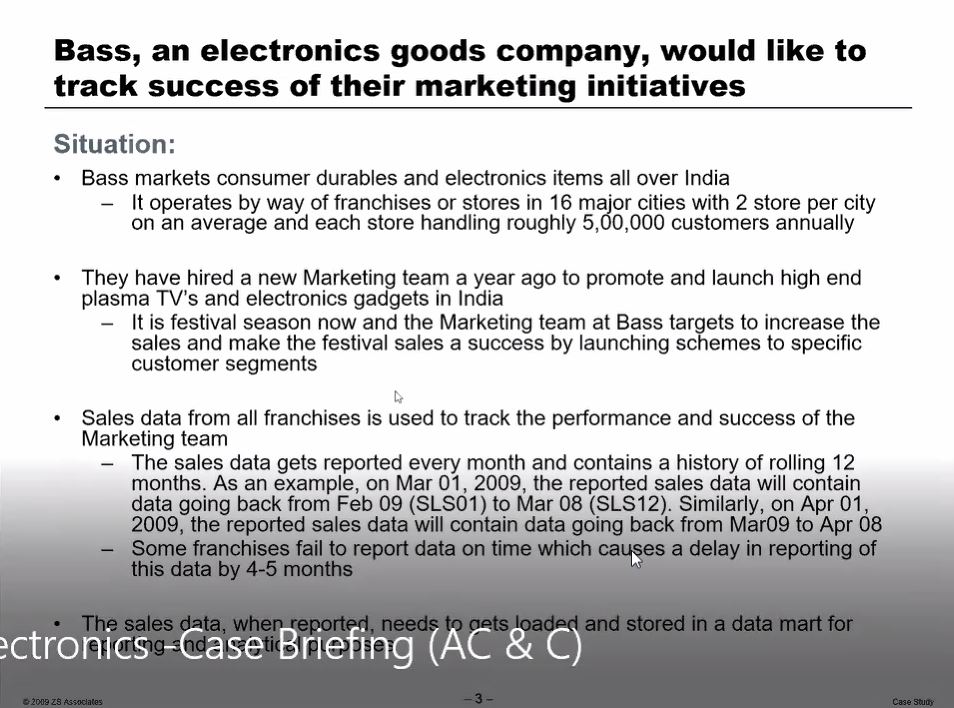 Bass, an electronics goods company, would like to
track success of their marketing initiatives
Situation:
• Bass markets consumer durables and electronics items all over India
– It operates by way of franchises or stores in 16 major cities with 2 store per city
on an average and each store handling roughly 5,00,000 customers annually
• They have hired a new Marketing team a year ago to promote and launch high end
plasma TV's and electronics gadgets in India
– It is festival season now and the Marketing team at Bass targets to increase the
sales and make the festival sales a success by launching schemes to specific
customer segments
• Sales data from all franchises is used to track the performance and success of the
Marketing team
– The sales data gets reported every month and contains a history of rolling 12
months. As an example, on Mar 01, 2009, the reported sales data will contain
data going back from Feb 09 (SLS01) to Mar 08 (SLS12). Similarly, on Apr 01,
2009, the reported sales data will contain data going back from Mar09 to Apr 08
– Some franchises fail to report data on time which causes a delay in reporting of
this data by 4-5 months
• The sales data, when reported, needs to gets loaded and stored in a data mart for
reporting and analytical purposes
ectronics –Case Briefing (AC & C)
© 2009 ZS Associates
– 3 –
Case Study